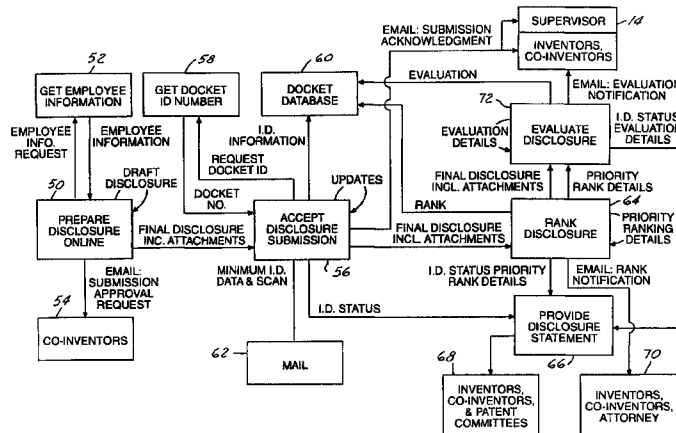 EMAIL: SUBMISSION
ACKNOWLEDGMENT
SUPERVISOR
14
INVENTORS,
CO-INVENTORS
52
GET EMPLOYEE
INFORMATION
58
GET DOCKET
ID NUMBER
60
DOCKET
DATABASE
EVALUATION
EMAIL: EVALUATION
NOTIFICATION
72
EVALUATE
DISCLOSURE
I.D. STATUS
EVALUATION
DETAILS
EVALUATION
DETAILS
EMPLOYEE
INFO.
REQUEST
EMPLOYEE
INFORMATION
I.D.
INFORMATION
REQUEST
DOCKET ID
DOCKET
NO.
FINAL DISCLOSURE
INCL. ATTACHMENTS
PRIORITY
RANK DETAILS
50
DRAFT
DISCLOSURE
PREPARE
DISCLOSURE
ONLINE
FINAL DISCLOSURE
INC. ATTACHMENTS
UPDATES
ACCEPT
DISCLOSURE
SUBMISSION
56
RANK
FINAL DISCLOSURE
INCL. ATTACHMENTS
64
RANK
DISCLOSURE
PRIORITY
RANKING
DETAILS
EMAIL:
SUBMISSION
APPROVAL
REQUEST
MINIMUM I.D.
DATA & SCAN
I.D. STATUS PRIORITY
RANK DETAILS
EMAIL: RANK
NOTIFICATION
I.D. STATUS
54
CO-INVENTORS
62
MAIL
PROVIDE
DISCLOSURE
STATEMENT
66
68
INVENTORS,
CO-INVENTORS,
& PATENT
COMMITTEES
70
INVENTORS,
CO-INVENTORS,
ATTORNEY